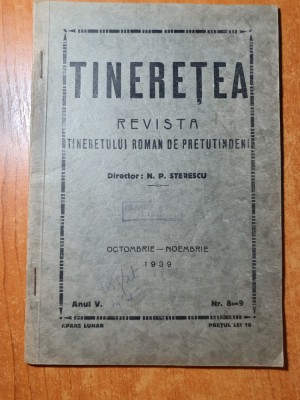 TINEREȚEA
REVISTA
TINERETULUI ROMAN DE PRETUTINDENI
Director: N. P. STERESCU
OCTOMBRIE—NOEMBRIE
1939
Anul V.
Nr. 8—9
APARE LUNAR
PREȚUL LEI 10